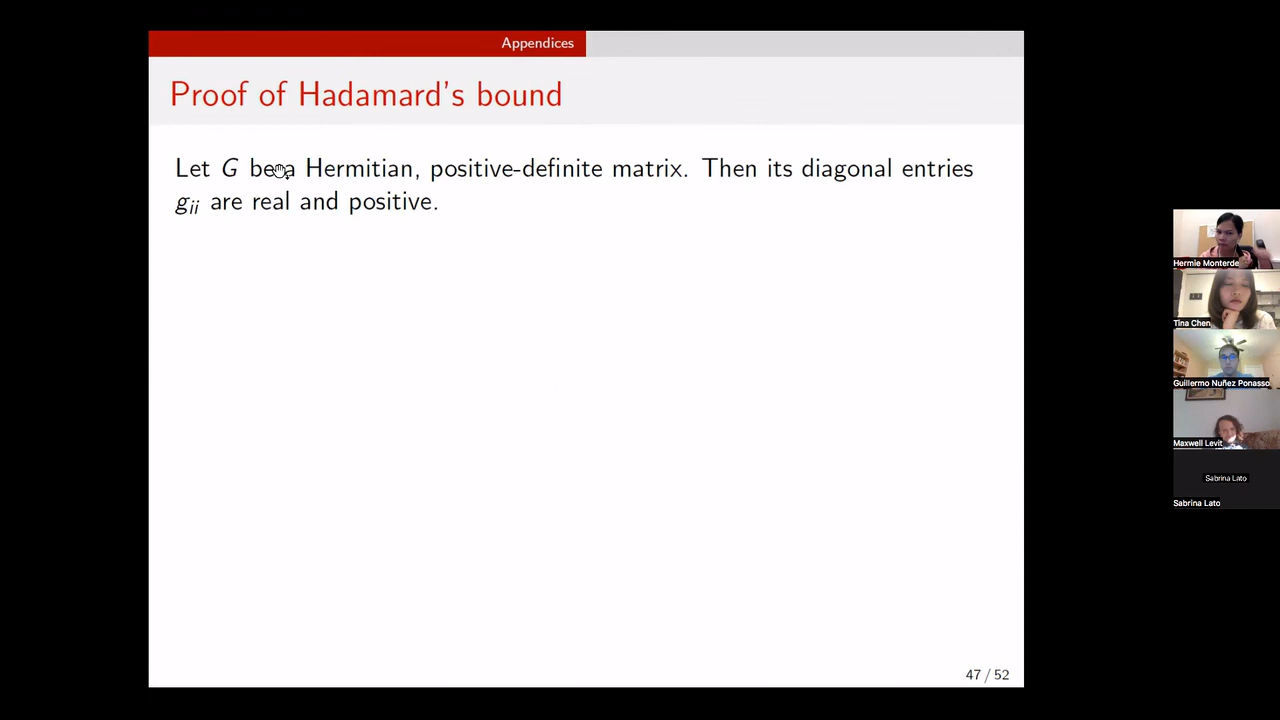 Appendices
Proof of Hadamard's bound
Let G be a Hermitian, positive-definite matrix. Then its diagonal entries
gii are real and positive.
47 / 52
Hermie Monterde
Tina Chen
Guillermo Nuñez Ponasso
Maxwell Levit
Sabrina Lato
Sabrina Lato